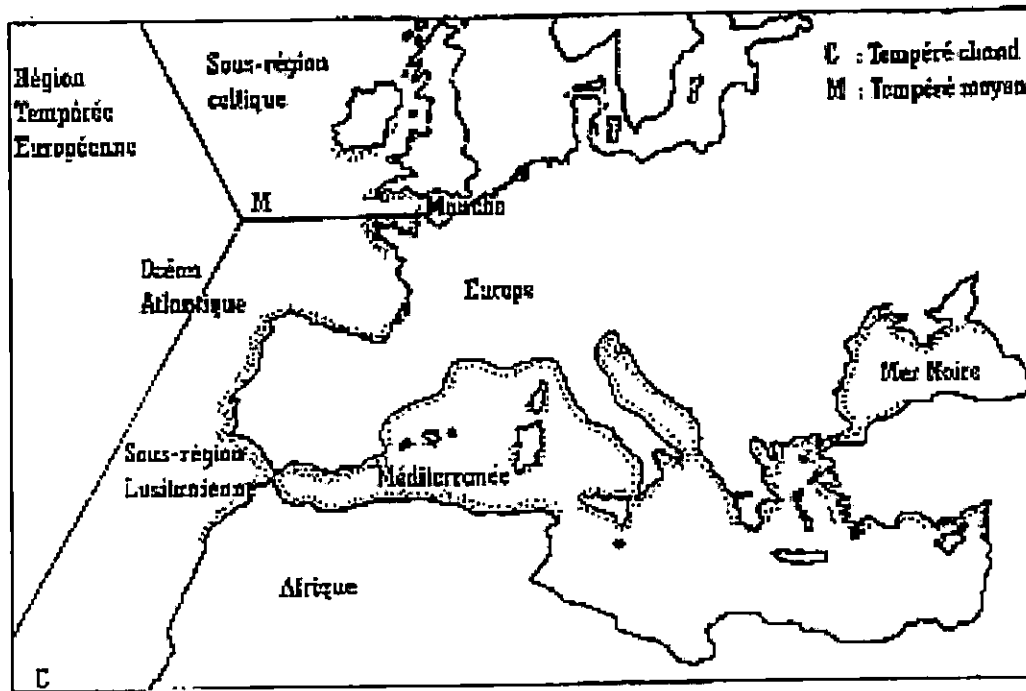 Région
Tempérée
Européenne
Sous-région
celtique
C : Tempéré chaud
M : Tempéré moyen
M
Manche
Océan
Atlantique
Europe
Mer Noire
Sous-région
Lusitanienne
Méditerranée
Afrique
C